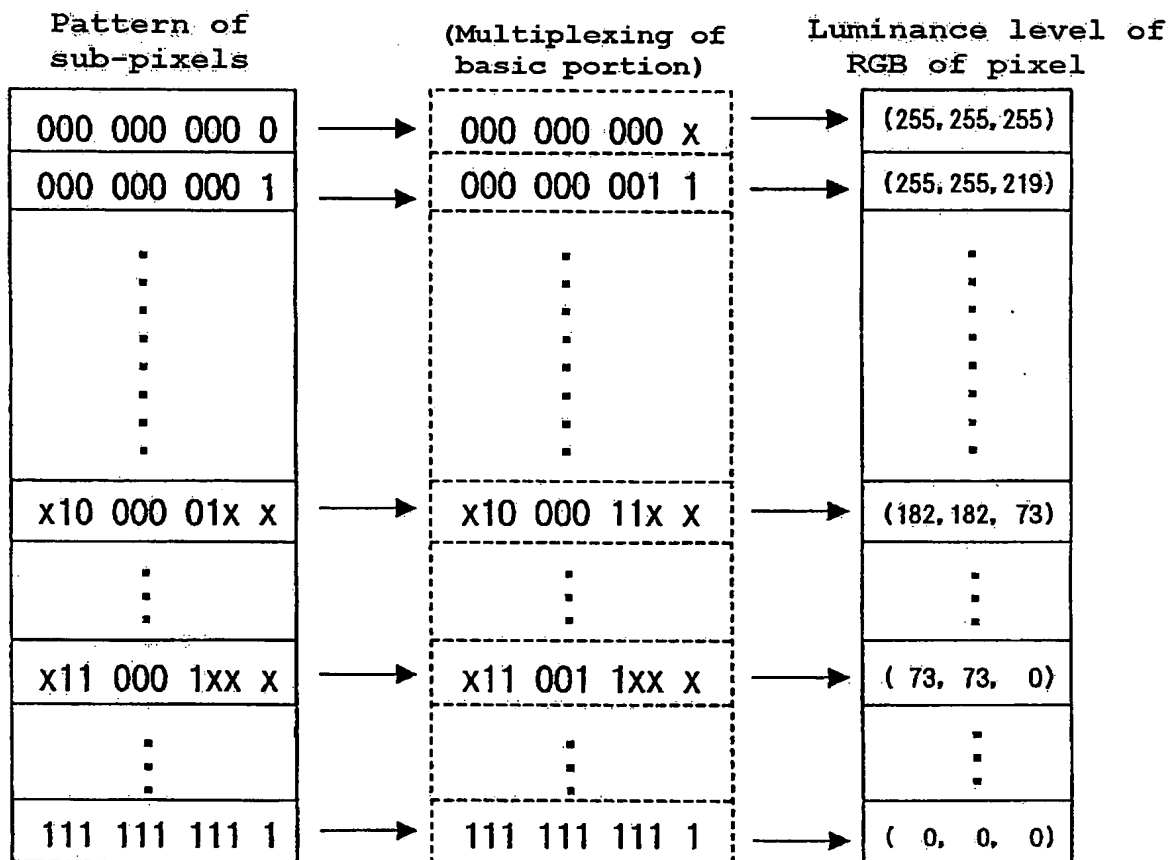 Pattern of
sub-pixels
(Multiplexing of
basic portion)
Luminance level of
RGB of pixel
000 000 000 0
000 000 000 x
(255,255,255)
000 000 000 1
000 000 001 1
(255,255,219)
x10 000 01x x
x10 000 11x x
(182,182, 73)
x11 000 1xx x
x11 001 1xx x
( 73, 73, 0)
111 111 111 1
111 111 111 1
( 0, 0, 0)